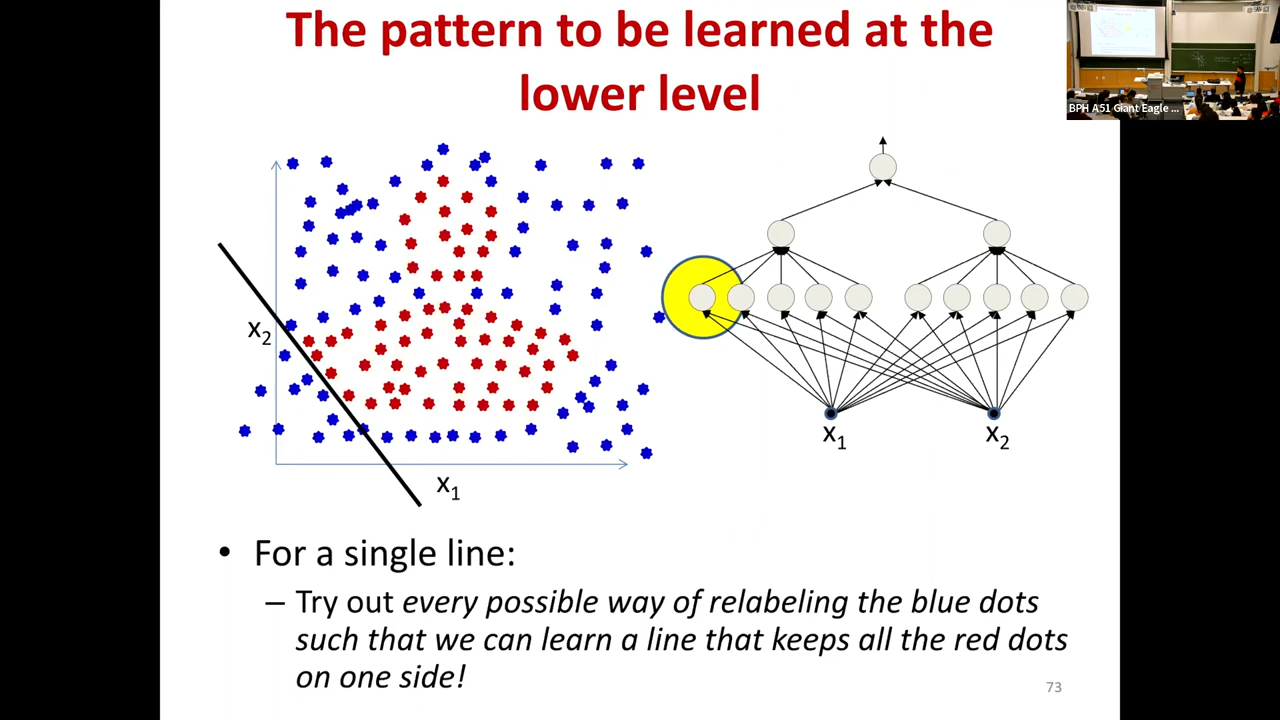 The pattern to be learned at the
lower level
BPH A51 Giant Eagle ...
x2
x1
x1
x2
• For a single line:
– Try out every possible way of relabeling the blue dots
such that we can learn a line that keeps all the red dots
on one side!
73